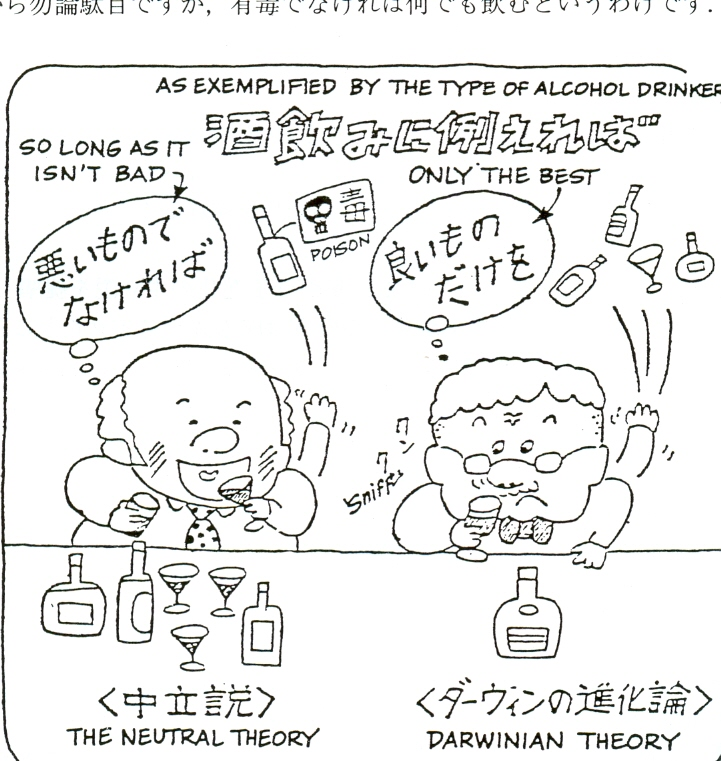 ら勿論駄目ですが，有毒でなければ何でも飲むというわけです．
AS EXEMPLIFIED BY THE TYPE OF ALCOHOL DRINKER
酒飲みに例えれば
SO LONG AS IT
ISN'T BAD
ONLY THE BEST
悪いもので
なければ
毒
POISON
良いもの
だけを
クン
ク
Sniff
〈中立説〉
THE NEUTRAL THEORY
〈ダーウィンの進化論〉
DARWINIAN THEORY